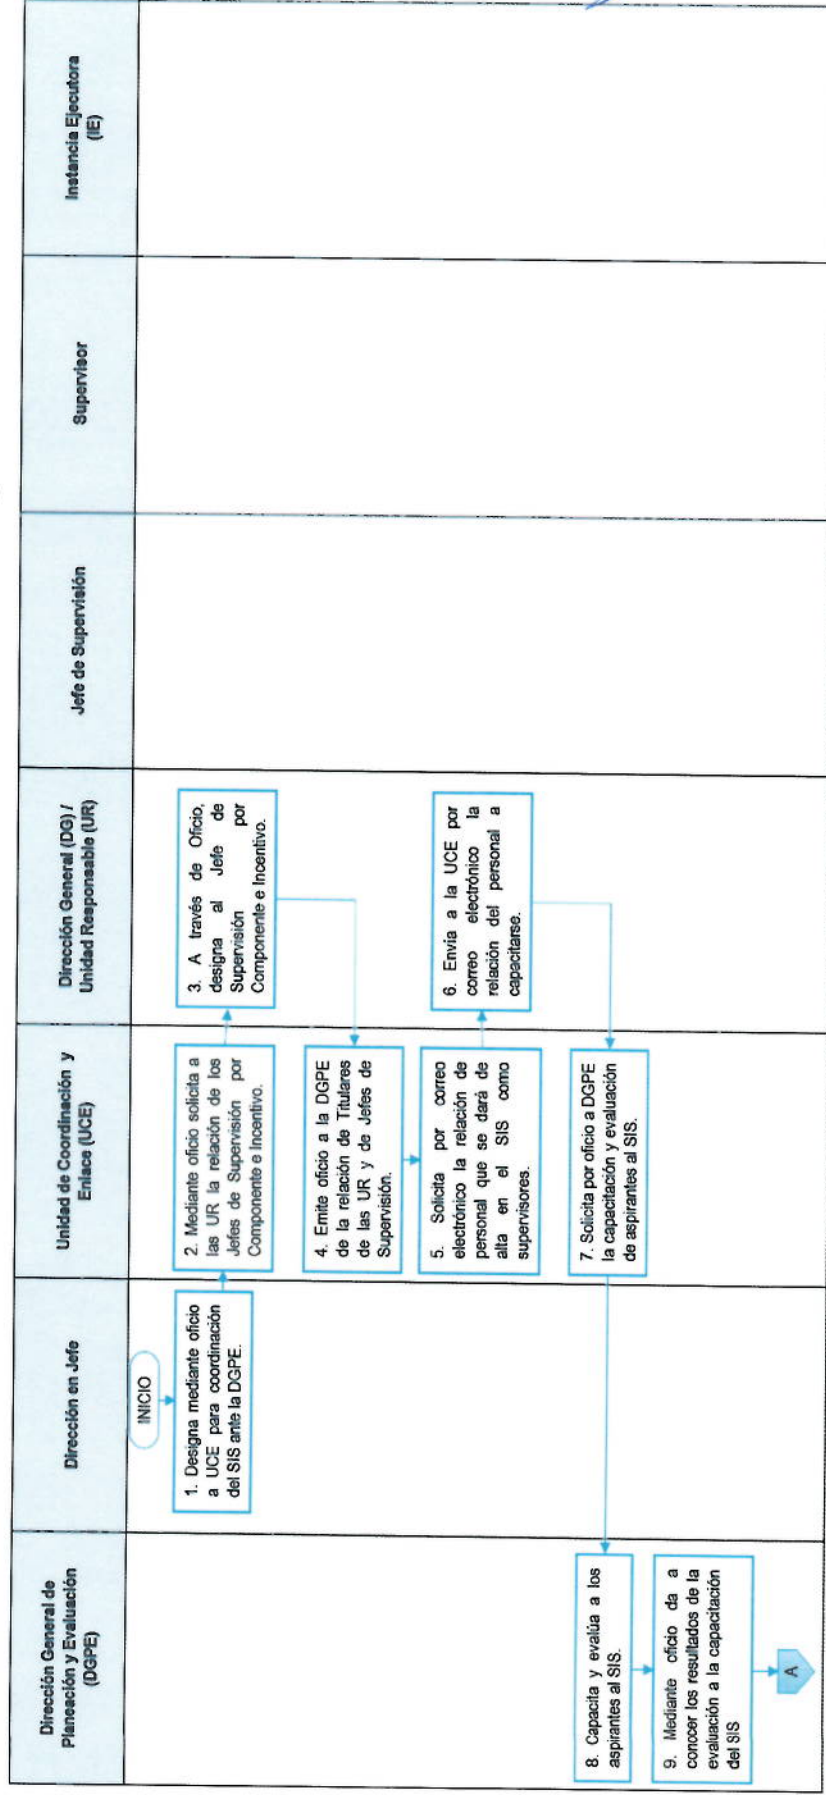 Dirección General de
Planeación y Evaluación
(DGPE)
Dirección en Jefe
Unidad de Coordinación y
Enlace (UCE)
Dirección General (DG) /
Unidad Responsable (UR)
Jefe de Supervisión
Supervisor
Instancia Ejecutora
(IE)
INICIO
1. Designa mediante oficio
a UCE para coordinación
del SIS ante la DGPE.
2. Mediante oficio solicita a
las UR la relación de los
Jefes de Supervisión por
Componente e Incentivo.
3. A través de Oficio,
designa al Jefe de
Supervisión por
Componente e Incentivo.
4. Emite oficio a la DGPE
de la relación de Titulares
de las UR y de Jefes de
Supervisión.
5. Solicita por correo
electrónico la relación de
personal que se dará de
alta en el SIS como
supervisores.
6. Envia a la UCE por
correo electrónico la
relación del personal a
capacitarse.
7. Solicita por oficio a DGPE
la capacitación y evaluación
de aspirantes al SIS.
8. Capacita y evalúa a los
aspirantes al SIS.
9. Mediante oficio da a
conocer los resultados de la
evaluación a la capacitación
del SIS
A